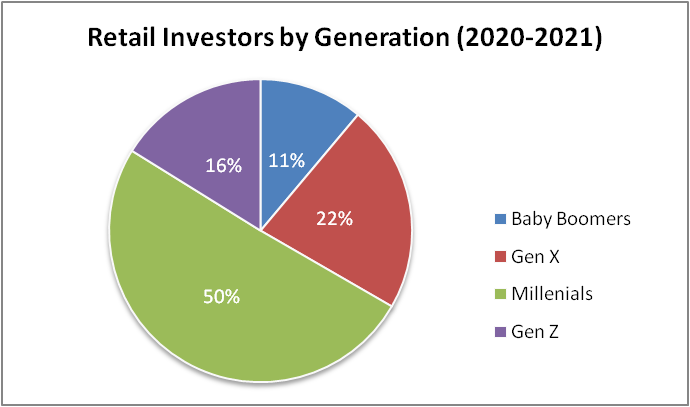 Retail Investors by Generation (2020-2021)
11%
16%
22%
50%
Baby Boomers
Gen X
Millenials
Gen Z